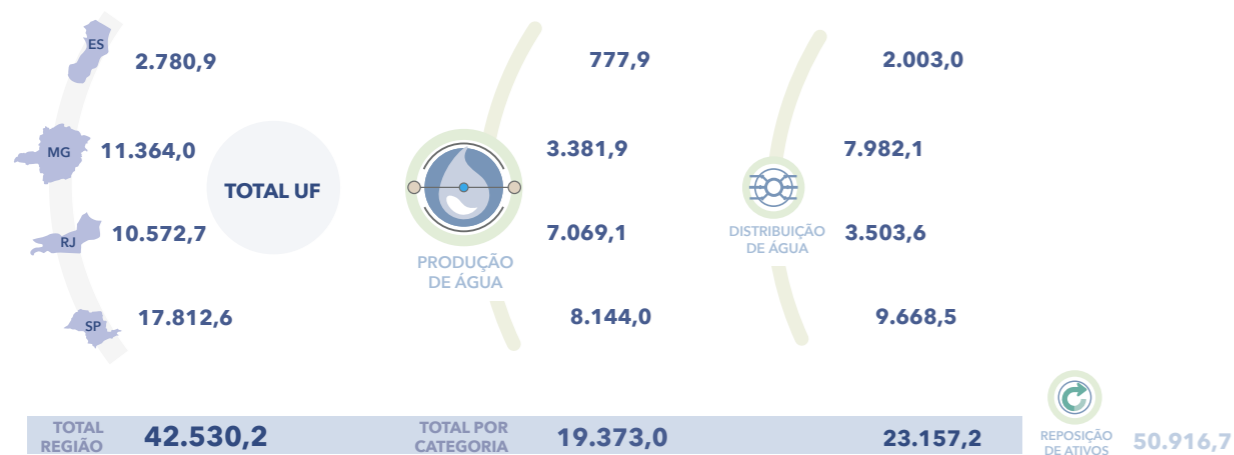 ES
2.780,9
777,9
2.003,0
MG
11.364,0
3.381,9
7.982,1
TOTAL UF
RJ
10.572,7
7.069,1
3.503,6
PRODUÇÃO
DE ÁGUA
DISTRIBUIÇÃO
DE ÁGUA
SP
17.812,6
8.144,0
9.668,5
TOTAL
REGIÃO
42.530,2
TOTAL POR
CATEGORIA
19.373,0
23.157,2
REPOSIÇÃO
DE ATIVOS
50.916,7